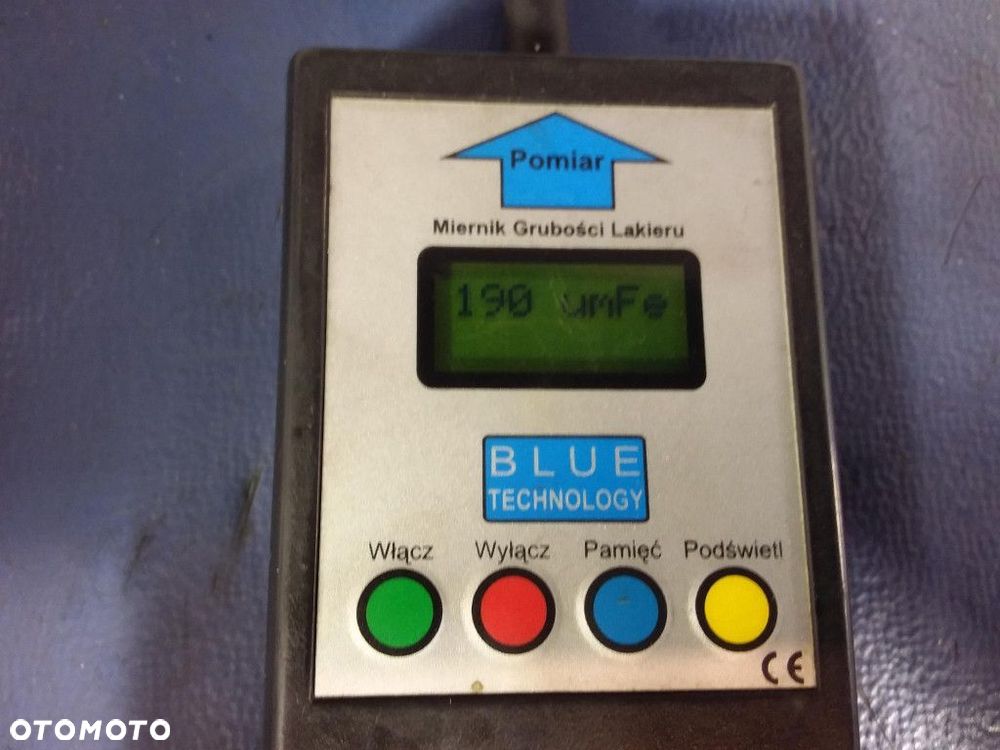 Pomiar
Miernik Grubości Lakieru
190 umFe
BLUE
TECHNOLOGY
Włącz Wyłącz Pamięć Podświetl
CE
OTOMOTO